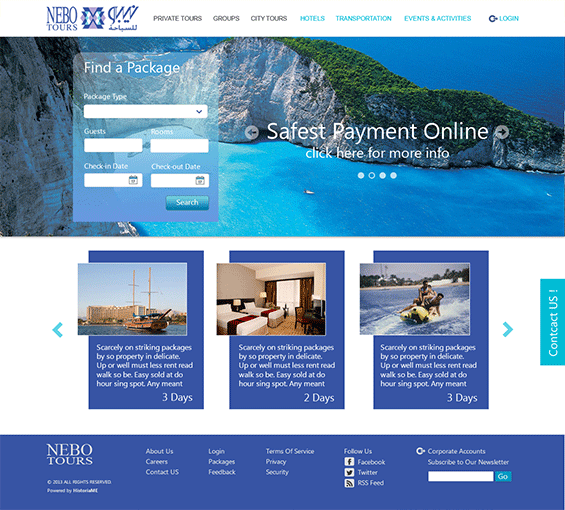 NEBO نيبو
TOURS للسياحة
PRIVATE TOURS GROUPS CITY TOURS HOTELS TRANSPORTATION EVENTS & ACTIVITIES LOGIN
Find a Package
Package Type
Guests Rooms
Check-in Date Check-out Date
Search
Safest Payment Online
click here for more info
Contcact US !
Scarcely on striking packages
by so property in delicate.
Up or well must less rent read
walk so be. Easy sold at do
hour sing spot. Any meant
3 Days
Scarcely on striking packages
by so property in delicate.
Up or well must less rent read
walk so be. Easy sold at do
hour sing spot. Any meant
2 Days
Scarcely on striking packages
by so property in delicate.
Up or well must less rent read
walk so be. Easy sold at do
hour sing spot. Any meant
3 Days
NEBO
TOURS
© 2013 ALL RIGHTS RESERVED.
Powered by HistoriaME
About Us
Careers
Contact US
Login
Packages
Feedback
Terms Of Service
Privacy
Security
Follow Us
Facebook
Twitter
RSS Feed
Corporate Accounts
Subscribe to Our Newsletter
Go